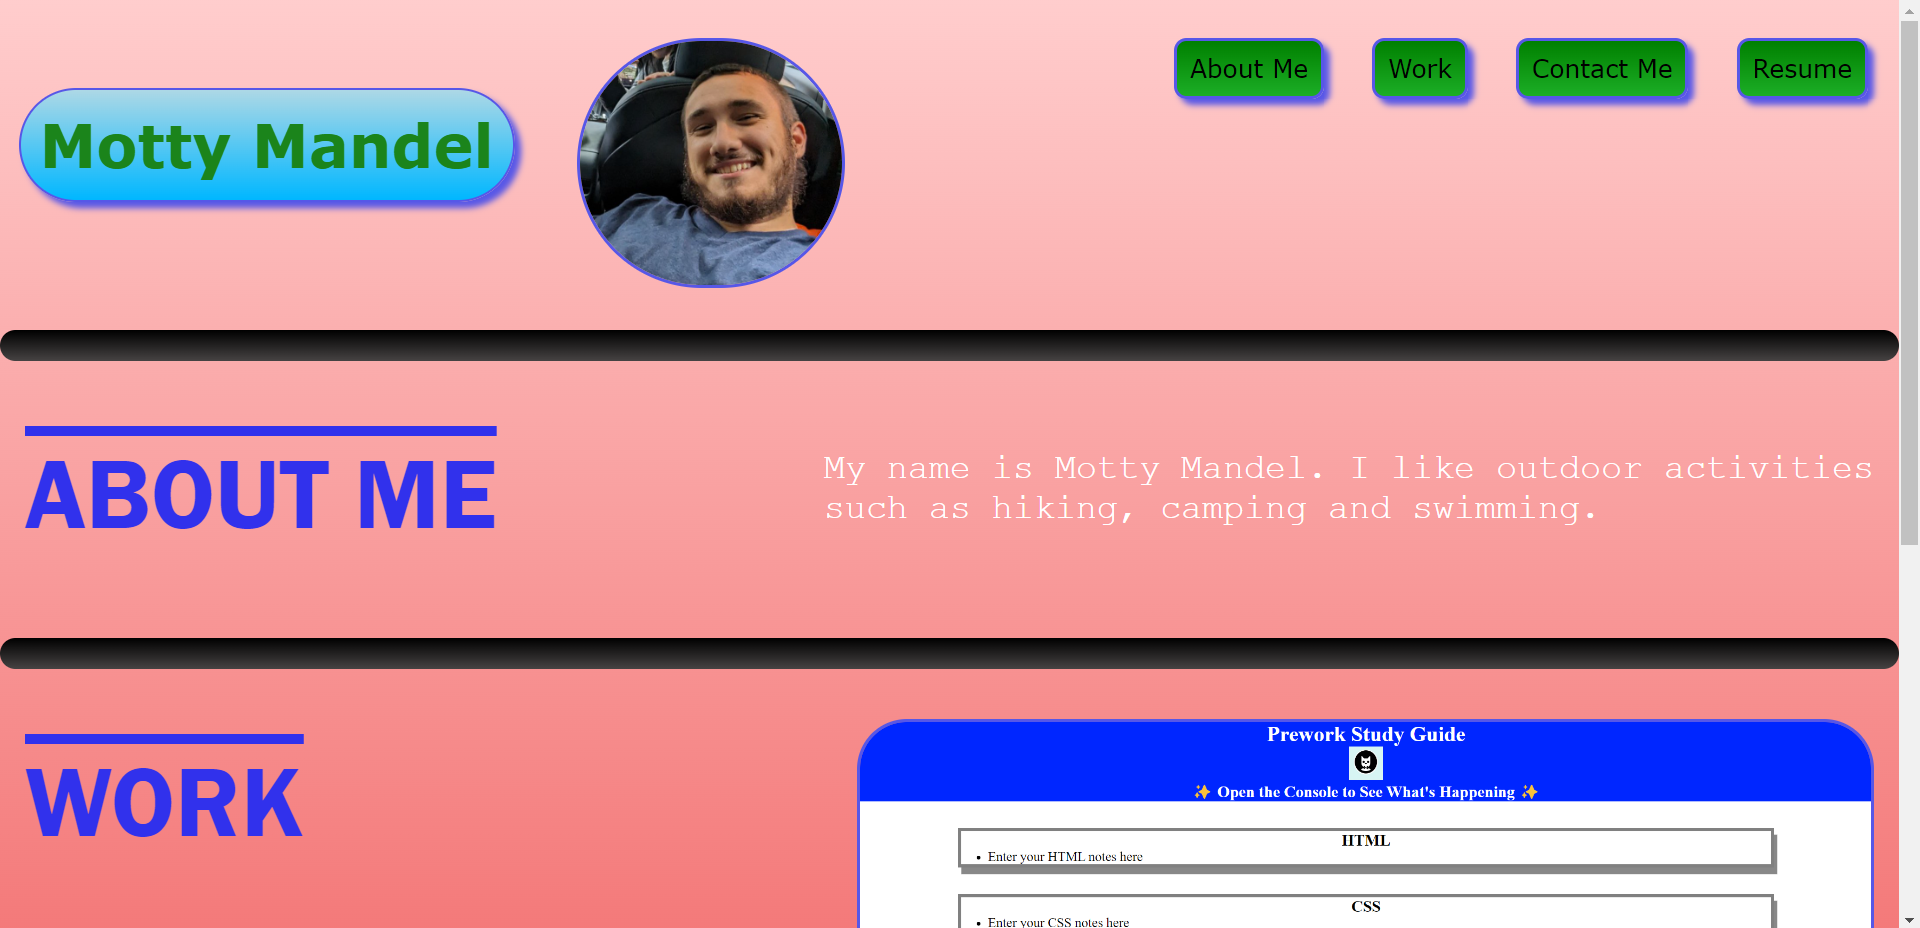 Motty Mandel
About Me
Work
Contact Me
Resume
ABOUT ME
My name is Motty Mandel. I like outdoor activities
such as hiking, camping and swimming.
WORK
Prework Study Guide
✨ Open the Console to See What's Happening ✨
HTML
• Enter your HTML notes here
CSS
• Enter your CSS notes here